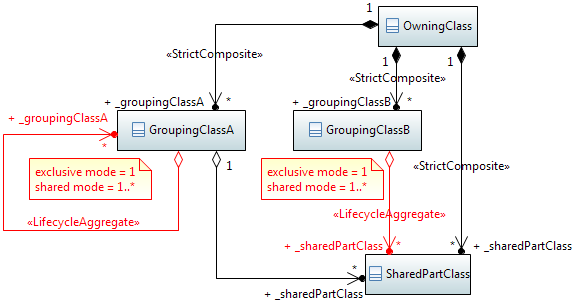 1
OwningClass
«StrictComposite»
1
1
«StrictComposite»
+ _groupingClassA
*
+ _groupingClassB
*
+ _groupingClassA
*
GroupingClassA
GroupingClassB
1
exclusive mode = 1
shared mode = 1..*
exclusive mode = 1
shared mode = 1..*
«StrictComposite»
«LifecycleAggregate»
«LifecycleAggregate»
+ _sharedPartClass
*
*
+ _sharedPartClass
*
SharedPartClass
+ _sharedPartClass